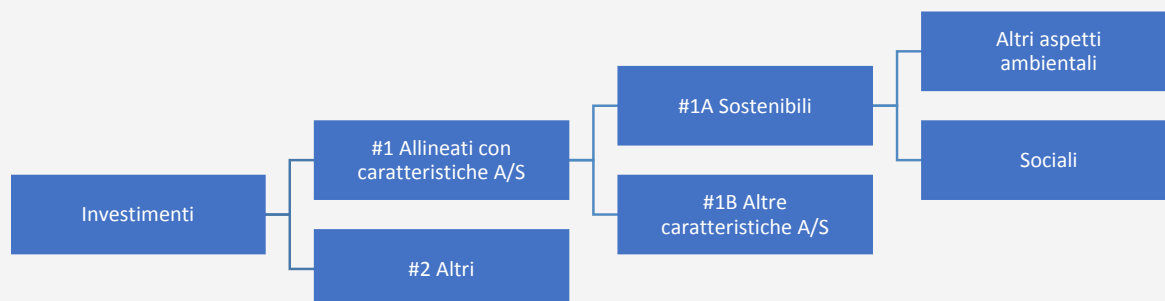 Investimenti
#1 Allineati con
caratteristiche A/S
#2 Altri
#1A Sostenibili
#1B Altre
caratteristiche A/S
Altri aspetti
ambientali
Sociali